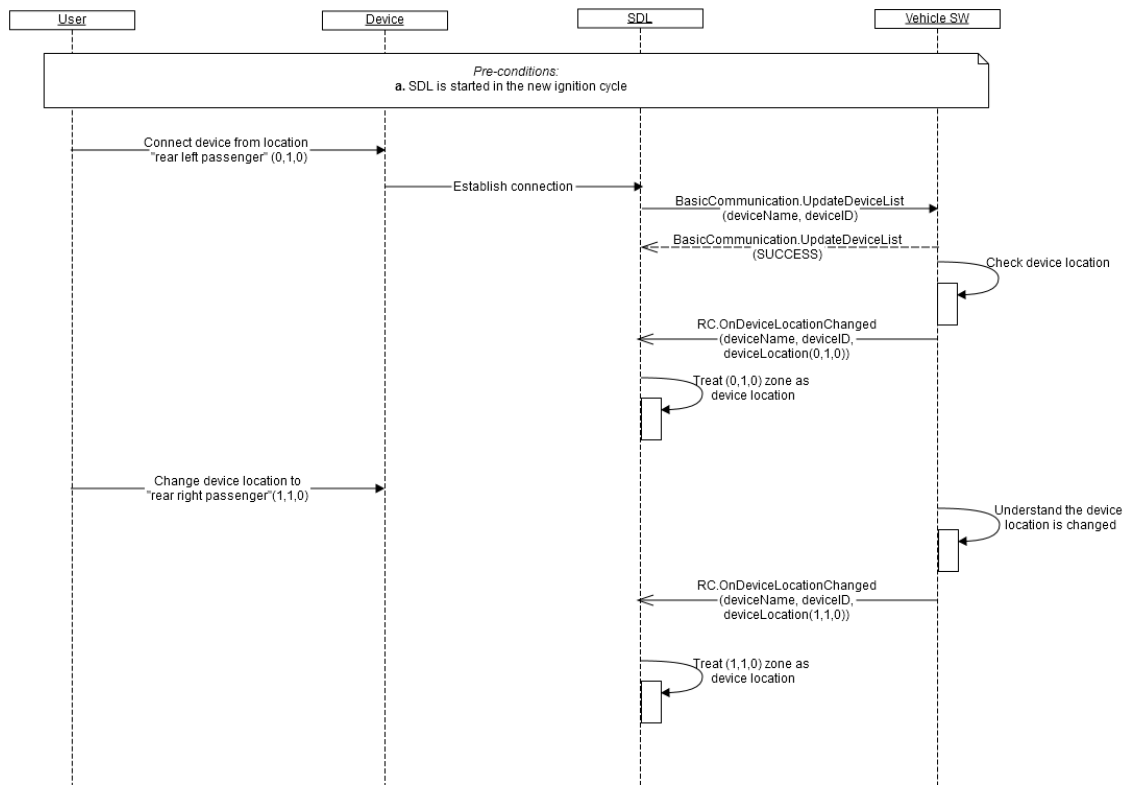 User
Device
SDL
Vehicle SW
Pre-conditions:
a. SDL is started in the new ignition cycle
Connect device from location
"rear left passenger" (0,1,0)
Establish connection
BasicCommunication.UpdateDeviceList
(deviceName, deviceID)
BasicCommunication.UpdateDeviceList
(SUCCESS)
Check device location
RC.OnDeviceLocationChanged
(deviceName, deviceID,
deviceLocation(0,1,0))
Treat (0,1,0) zone as
device location
Change device location to
"rear right passenger"(1,1,0)
Understand the device
location is changed
RC.OnDeviceLocationChanged
(deviceName, deviceID,
deviceLocation(1,1,0))
Treat (1,1,0) zone as
device location